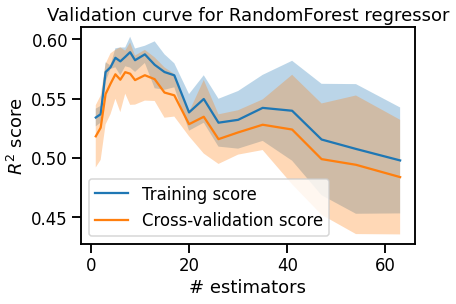 Validation curve for RandomForest regressor
0.60
0.55
0.50
0.45
R² score
Training score
Cross-validation score
0 20 40 60
# estimators